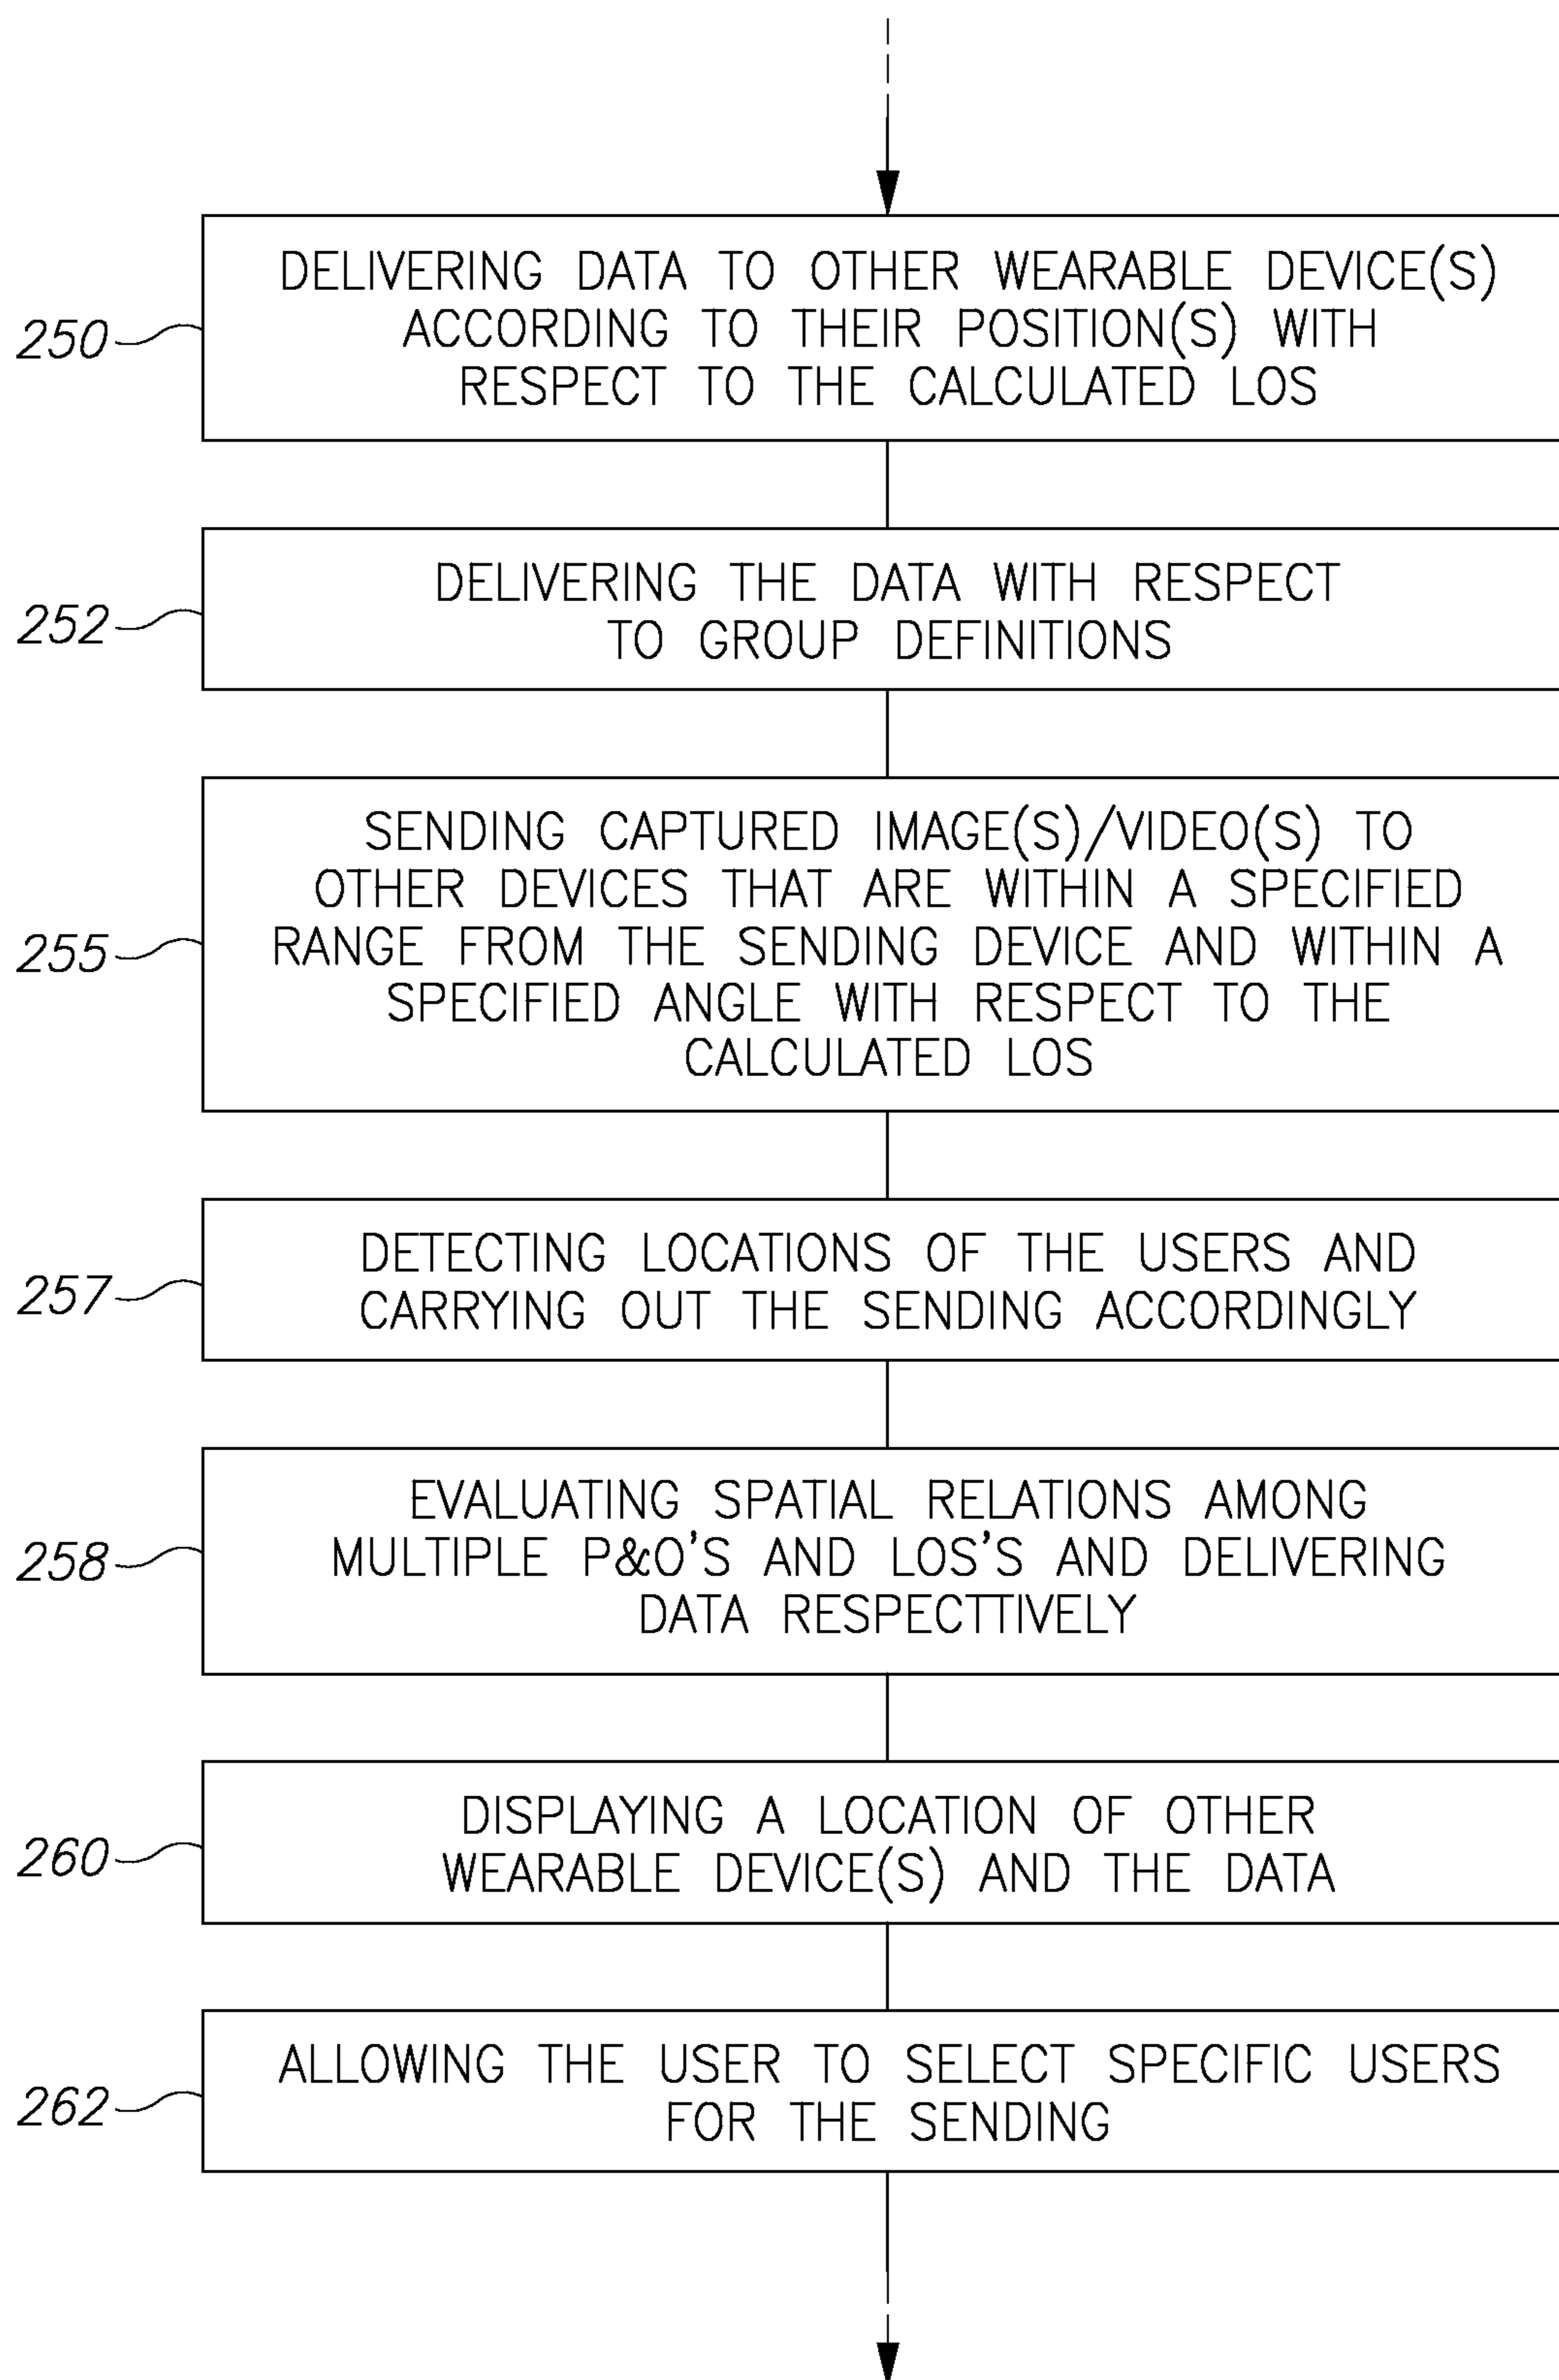 DELIVERING DATA TO OTHER WEARABLE DEVICE(S)
ACCORDING TO THEIR POSITION(S) WITH
RESPECT TO THE CALCULATED LOS
250
DELIVERING THE DATA WITH RESPECT
TO GROUP DEFINITIONS
252
SENDING CAPTURED IMAGE(S)/VIDEO(S) TO
OTHER DEVICES THAT ARE WITHIN A SPECIFIED
RANGE FROM THE SENDING DEVICE AND WITHIN A
SPECIFIED ANGLE WITH RESPECT TO THE
CALCULATED LOS
255
DETECTING LOCATIONS OF THE USERS AND
CARRYING OUT THE SENDING ACCORDINGLY
257
EVALUATING SPATIAL RELATIONS AMONG
MULTIPLE P&O'S AND LOS'S AND DELIVERING
DATA RESPECTTIVELY
258
DISPLAYING A LOCATION OF OTHER
WEARABLE DEVICE(S) AND THE DATA
260
ALLOWING THE USER TO SELECT SPECIFIC USERS
FOR THE SENDING
262